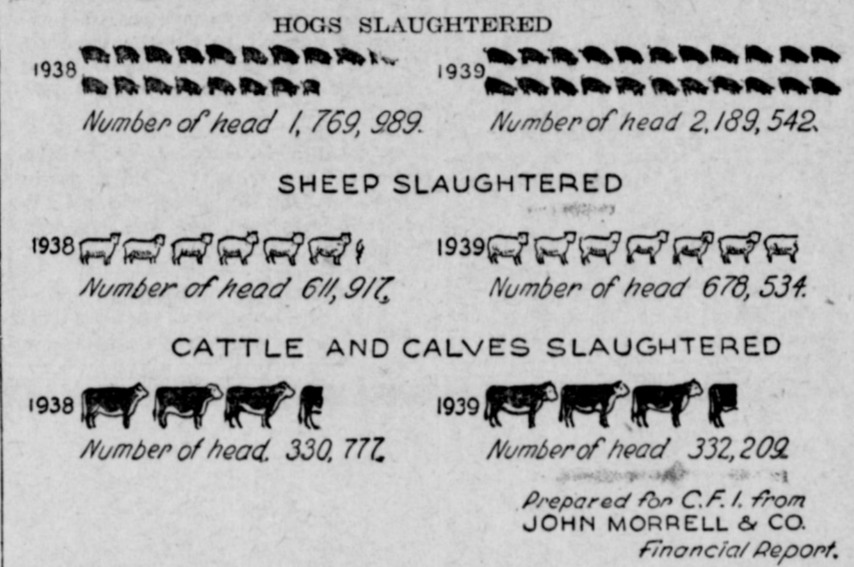 HOGS SLAUGHTERED
1938
1939
Number of head 1,769,989.
Number of head 2,189,542.
SHEEP SLAUGHTERED
1938
1939
Number of head 611,917.
Number of head 678,534.
CATTLE AND CALVES SLAUGHTERED
1938
1939
Number of head. 330,777.
Number of head 332,209.
Prepared for C.F.I. from
JOHN MORRELL & CO.
Financial Report.